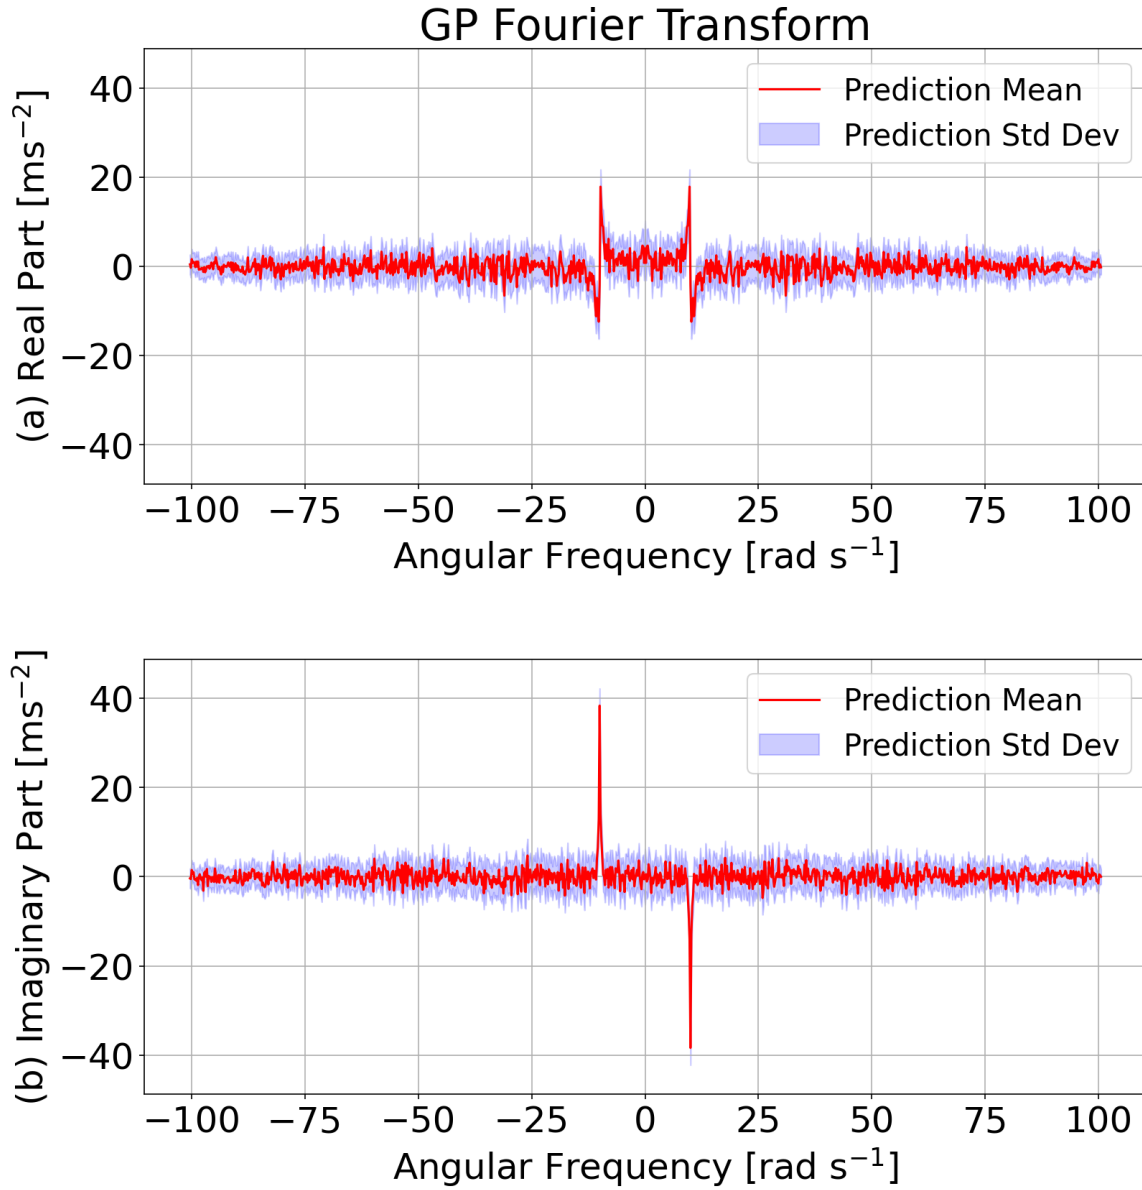 GP Fourier Transform
(a) Real Part [ms⁻²]
40
20
0
−20
−40
Prediction Mean
Prediction Std Dev
−100 −75 −50 −25 0 25 50 75 100
Angular Frequency [rad s⁻¹]
(b) Imaginary Part [ms⁻²]
40
20
0
−20
−40
Prediction Mean
Prediction Std Dev
−100 −75 −50 −25 0 25 50 75 100
Angular Frequency [rad s⁻¹]